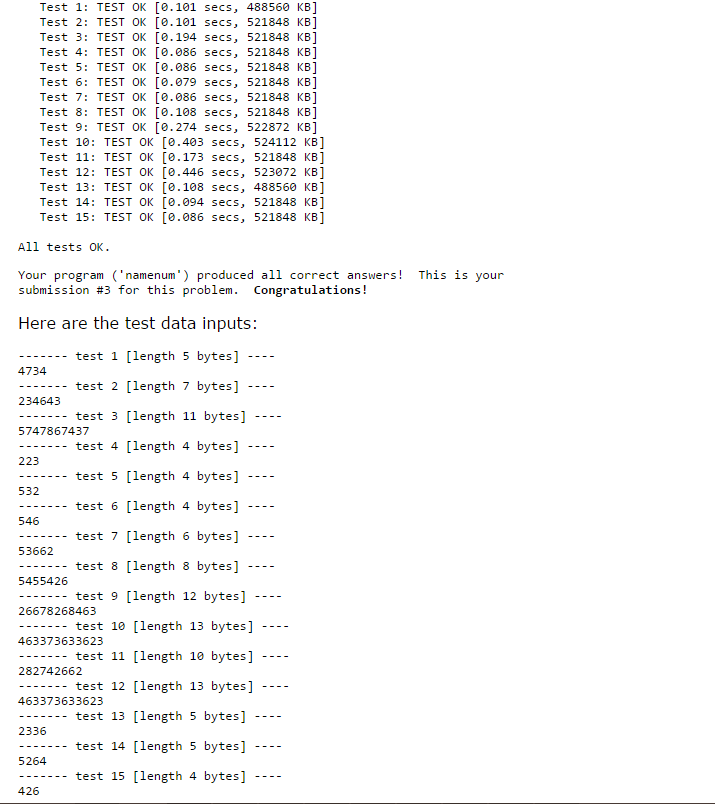 Test 1: TEST OK [0.101 secs, 488560 KB]
Test 2: TEST OK [0.101 secs, 521848 KB]
Test 3: TEST OK [0.194 secs, 521848 KB]
Test 4: TEST OK [0.086 secs, 521848 KB]
Test 5: TEST OK [0.086 secs, 521848 KB]
Test 6: TEST OK [0.079 secs, 521848 KB]
Test 7: TEST OK [0.086 secs, 521848 KB]
Test 8: TEST OK [0.108 secs, 521848 KB]
Test 9: TEST OK [0.274 secs, 522872 KB]
Test 10: TEST OK [0.403 secs, 524112 KB]
Test 11: TEST OK [0.173 secs, 521848 KB]
Test 12: TEST OK [0.446 secs, 523072 KB]
Test 13: TEST OK [0.108 secs, 488560 KB]
Test 14: TEST OK [0.094 secs, 521848 KB]
Test 15: TEST OK [0.086 secs, 521848 KB]
All tests OK.
Your program ('namenum') produced all correct answers!  This is your
submission #3 for this problem.  Congratulations!
Here are the test data inputs:
------- test 1 [length 5 bytes] ----
4734
------- test 2 [length 7 bytes] ----
234643
------- test 3 [length 11 bytes] ----
5747867437
------- test 4 [length 4 bytes] ----
223
------- test 5 [length 4 bytes] ----
532
------- test 6 [length 4 bytes] ----
546
------- test 7 [length 6 bytes] ----
53662
------- test 8 [length 8 bytes] ----
5455426
------- test 9 [length 12 bytes] ----
26678268463
------- test 10 [length 13 bytes] ----
463373633623
------- test 11 [length 10 bytes] ----
282742662
------- test 12 [length 13 bytes] ----
463373633623
------- test 13 [length 5 bytes] ----
2336
------- test 14 [length 5 bytes] ----
5264
------- test 15 [length 4 bytes] ----
426